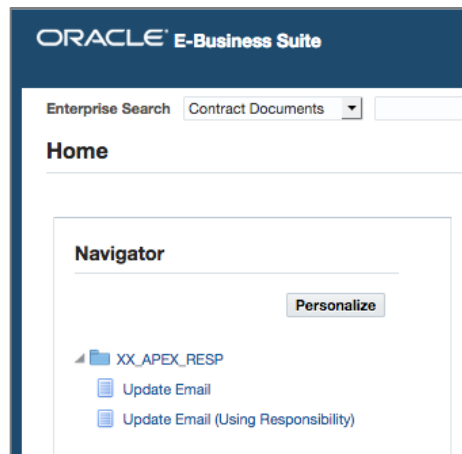 ORACLE E-Business Suite
Enterprise Search Contract Documents
Home
Navigator
Personalize
XX_APEX_RESP
Update Email
Update Email (Using Responsibility)